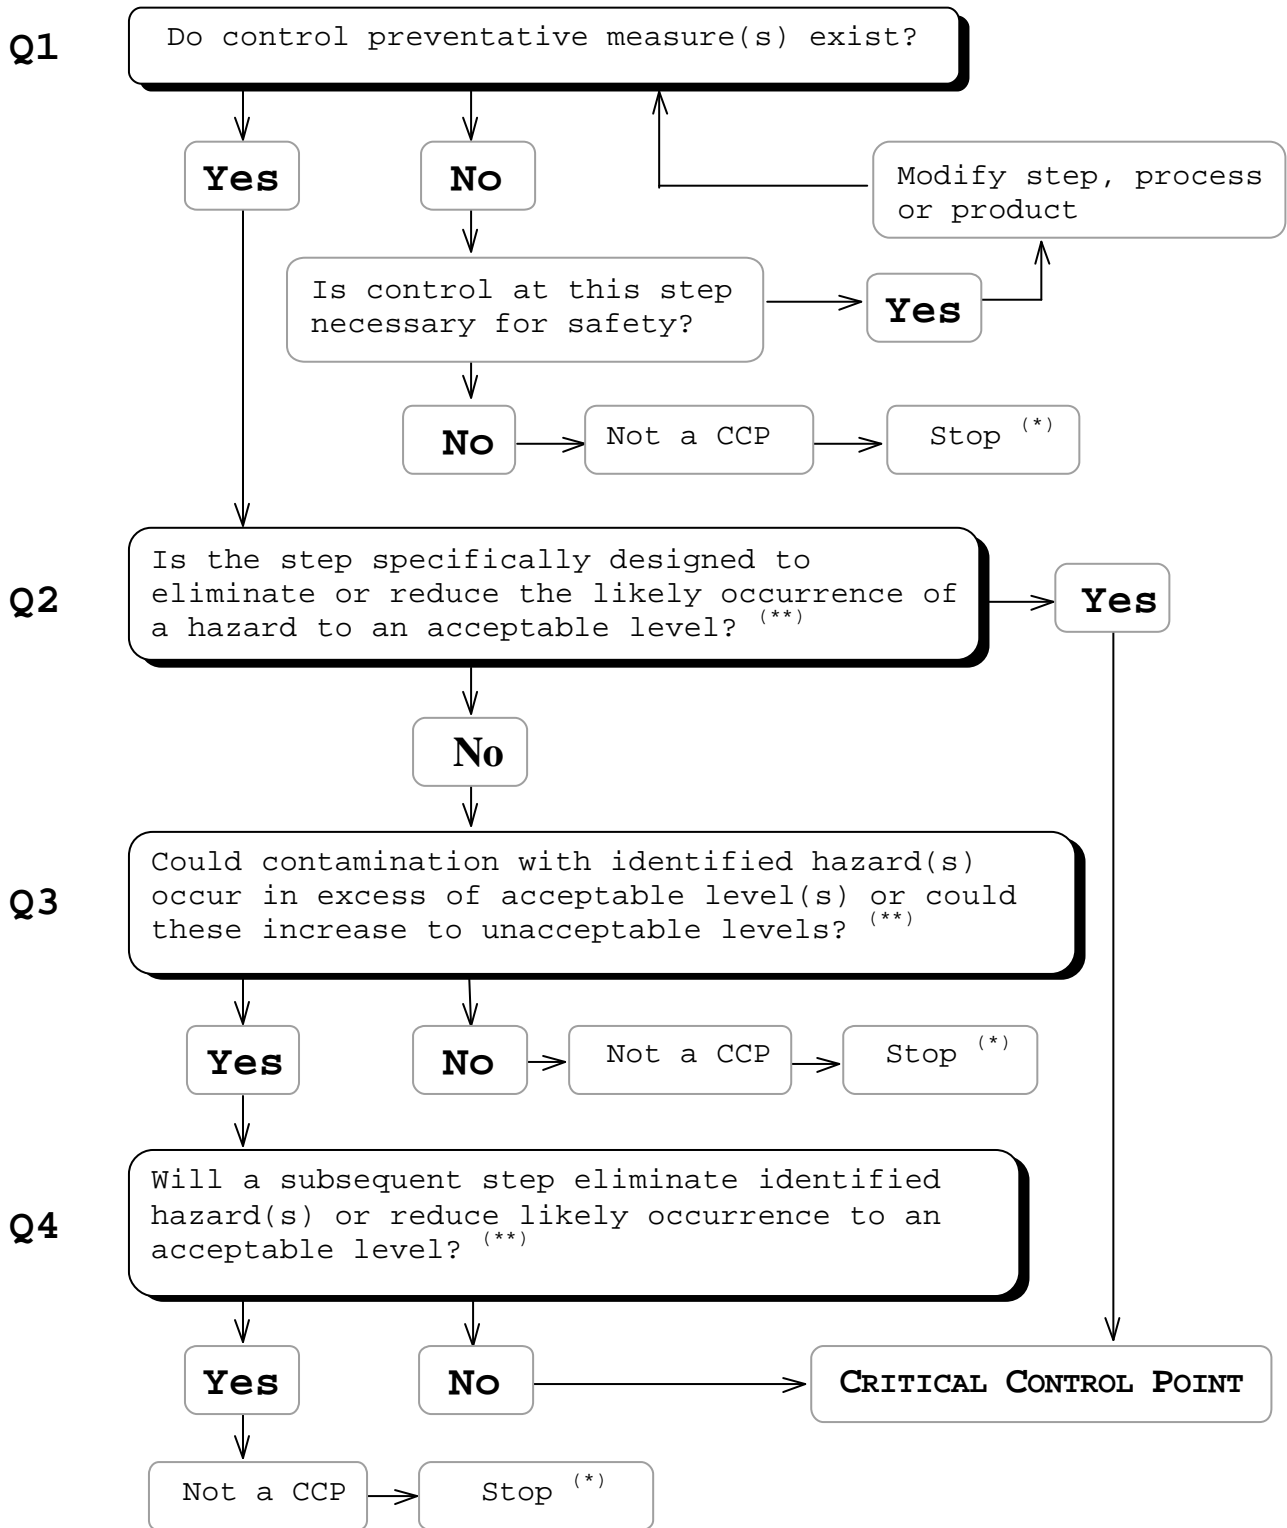 Q1
Do control preventative measure(s) exist?
Yes
No
Modify step, process
or product
Is control at this step
necessary for safety?
Yes
No
Not a CCP
Stop (*)
Q2
Is the step specifically designed to
eliminate or reduce the likely occurrence of
a hazard to an acceptable level? (**)
Yes
No
Q3
Could contamination with identified hazard(s)
occur in excess of acceptable level(s) or could
these increase to unacceptable levels? (**)
Yes
No
Not a CCP
Stop (*)
Q4
Will a subsequent step eliminate identified
hazard(s) or reduce likely occurrence to an
acceptable level? (**)
Yes
No
CRITICAL CONTROL POINT
Not a CCP
Stop (*)